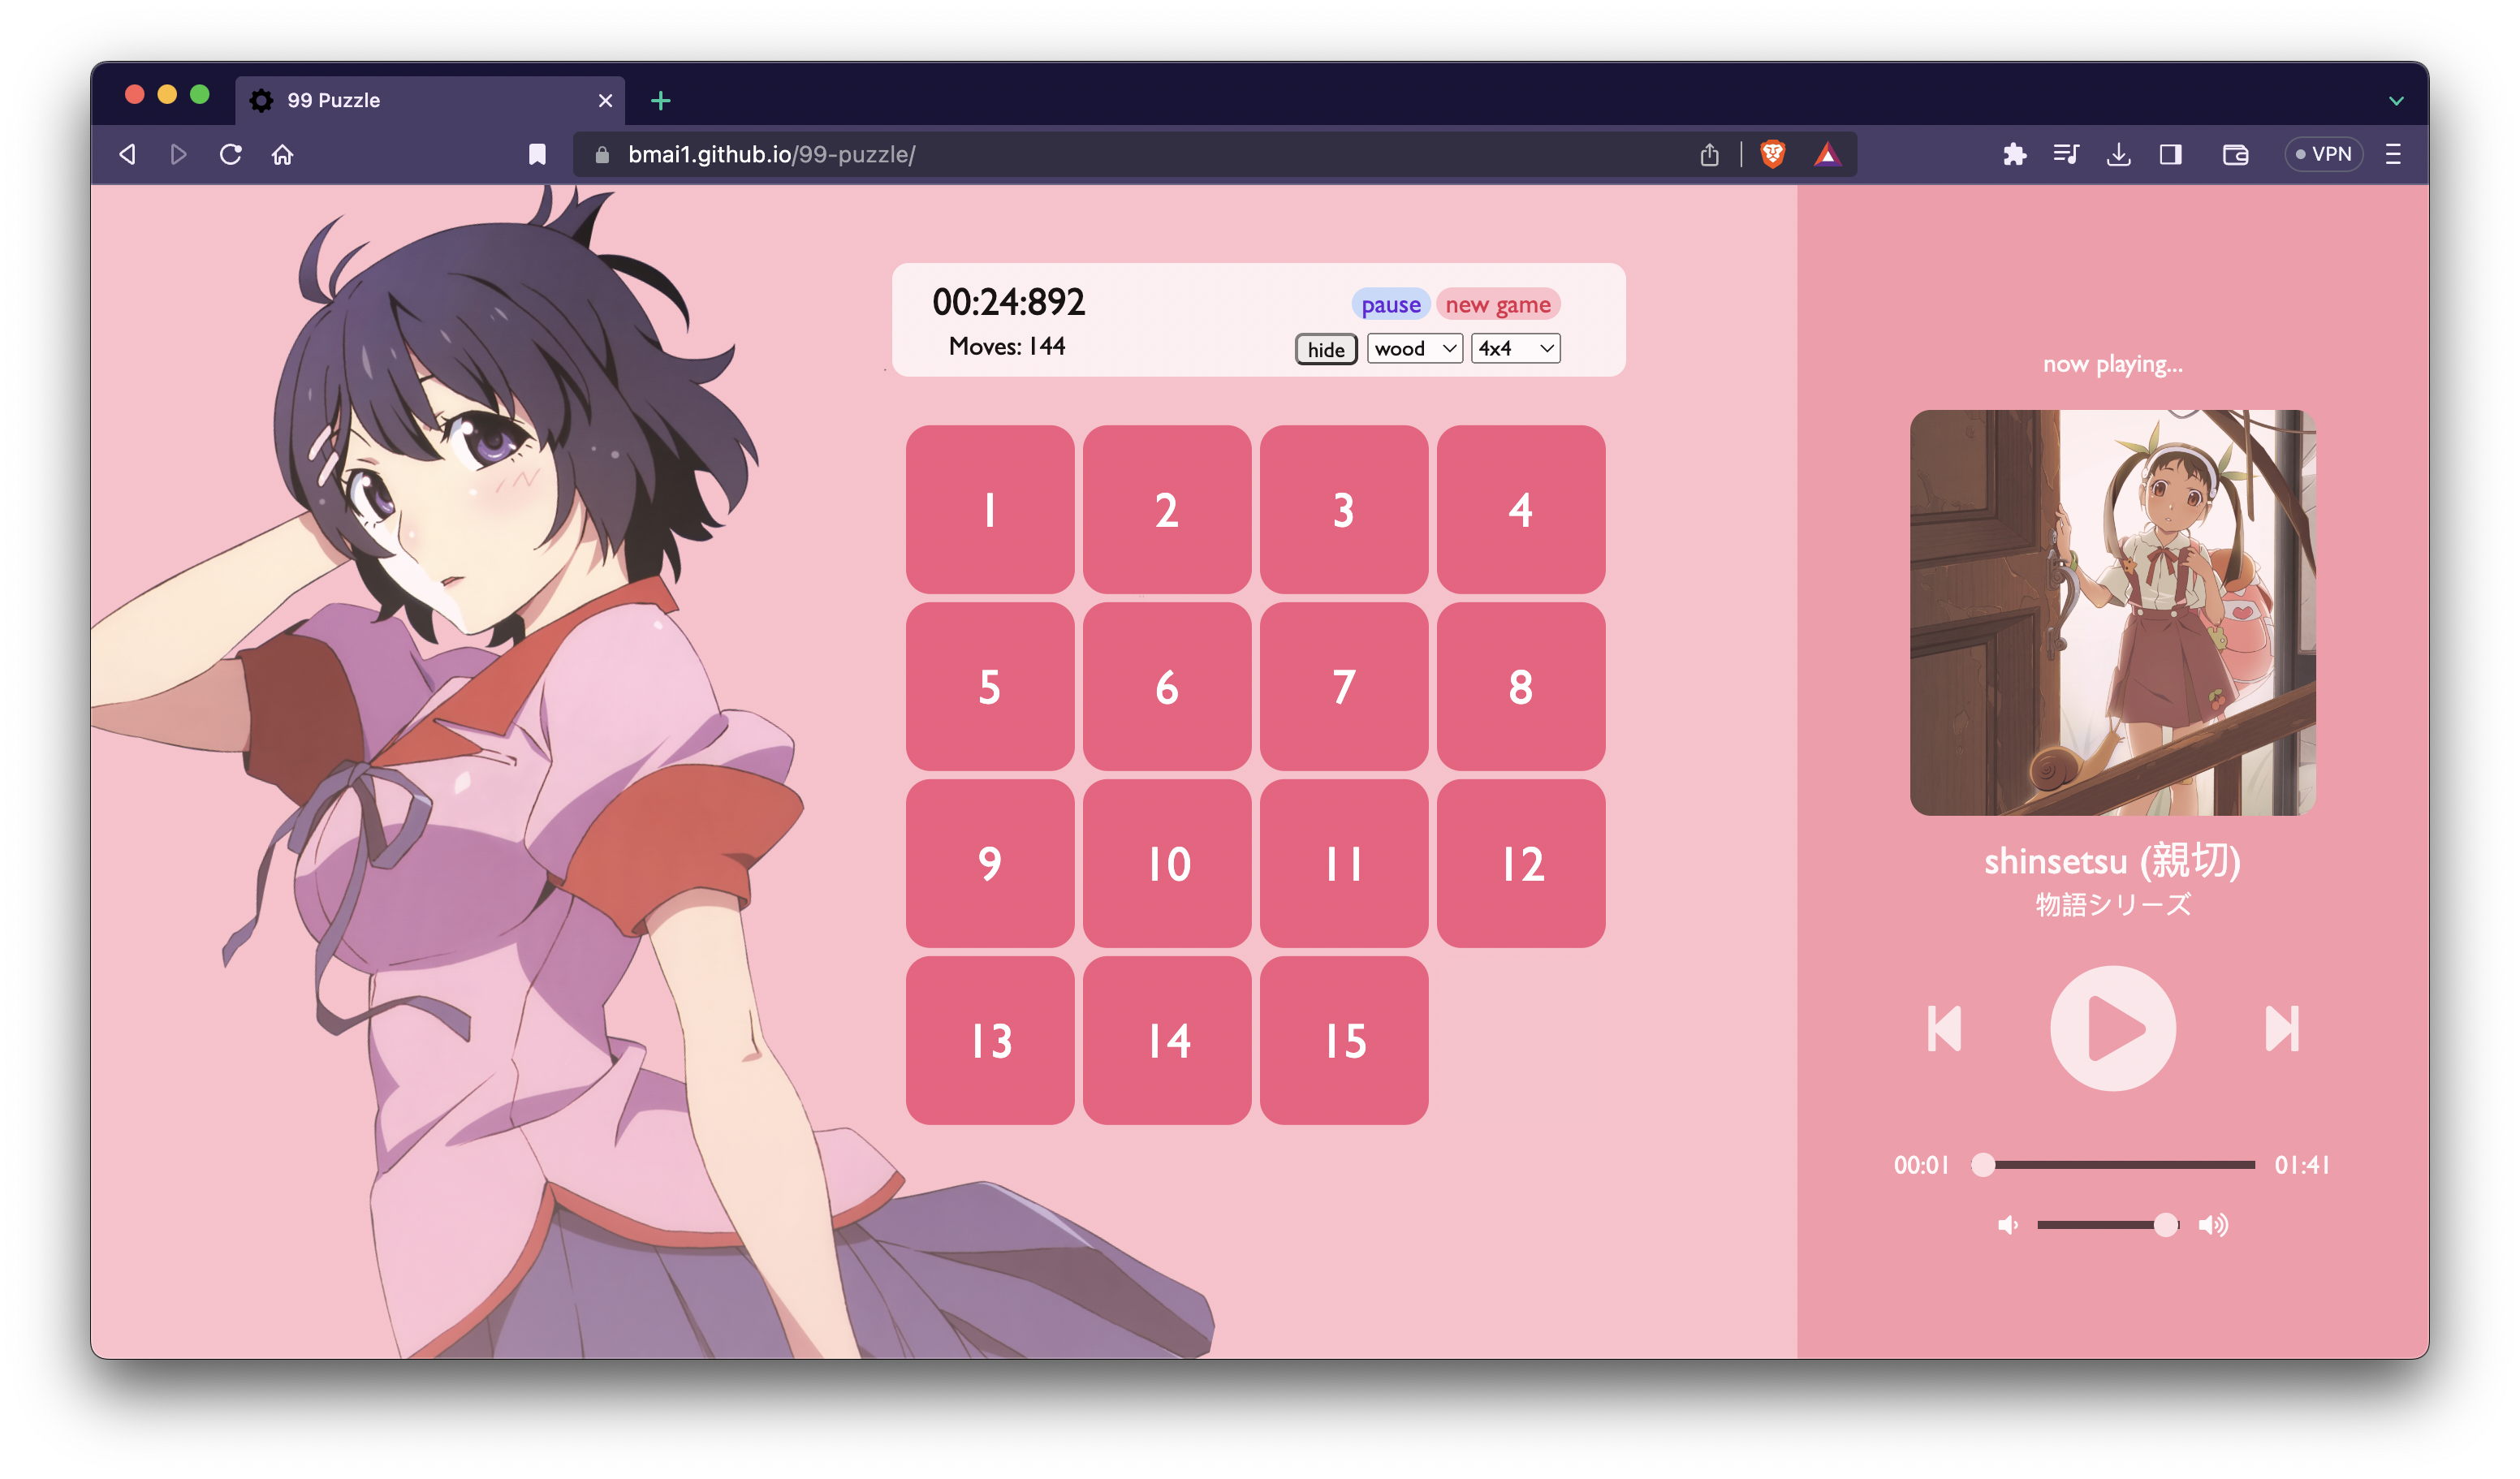 99 Puzzle
bmai1.github.io/99-puzzle/
VPN
00:24:892
pause new game
Moves: 144
hide wood 4x4
1 2 3 4
5 6 7 8
9 10 11 12
13 14 15
now playing...
shinsetsu (親切)
物語シリーズ
00:01 01:41